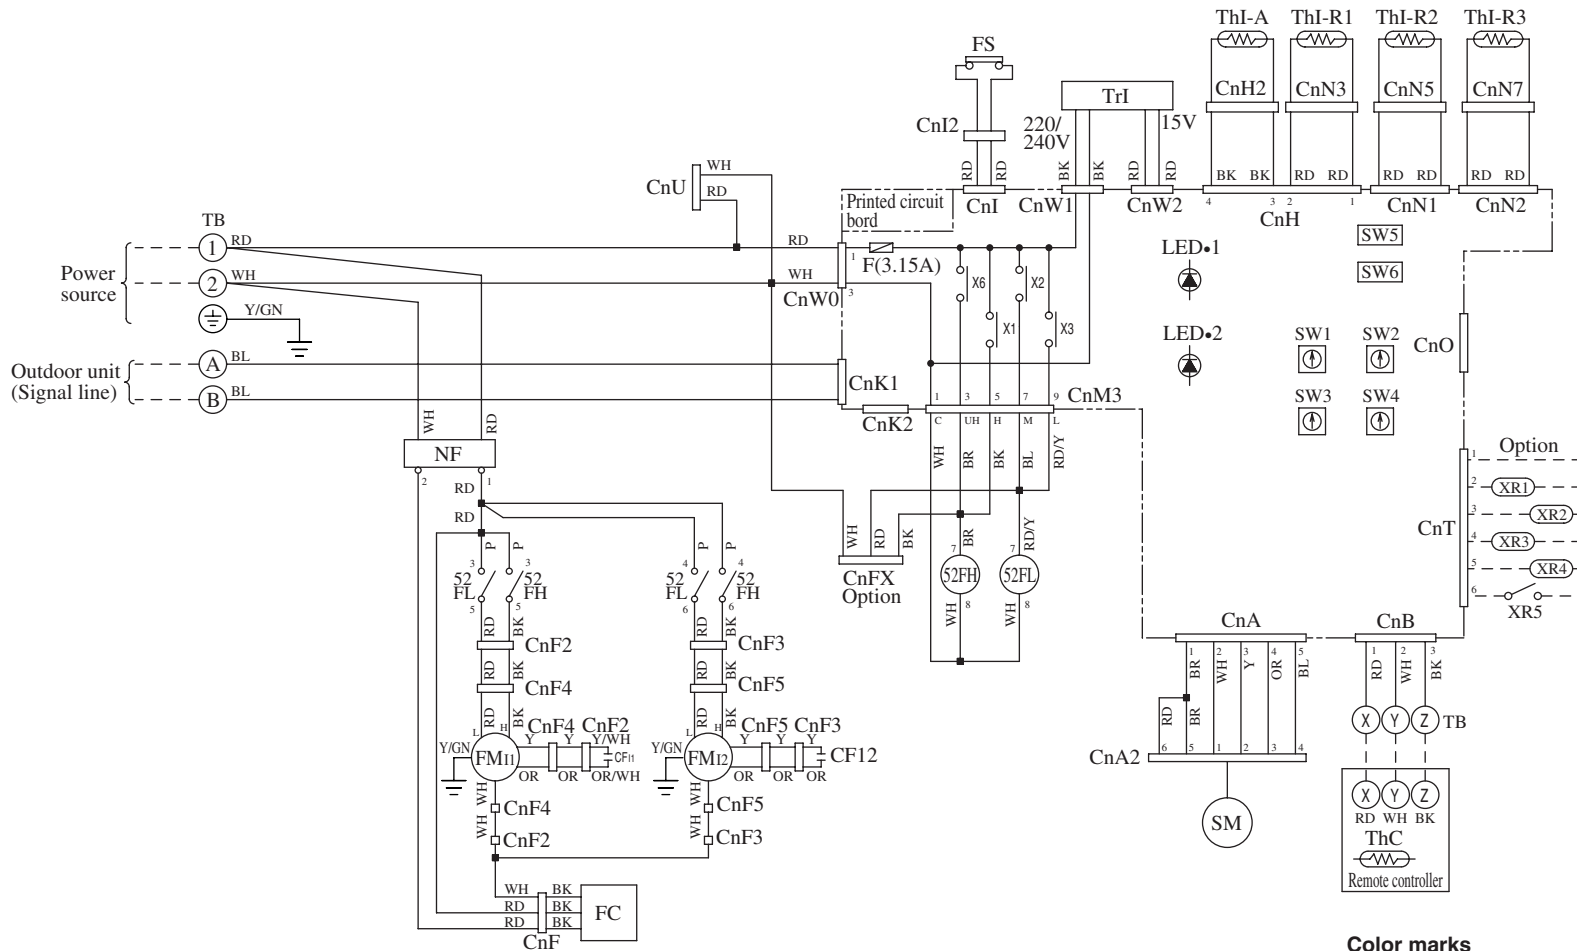 ThI-A ThI-R1 ThI-R2 ThI-R3
FS
CnH2 CnN3 CnN5 CnN7
TrI
CnI2
220/
240V
15V
RD RD BK BK RD RD
BK BK RD RD RD RD RD RD
CnI CnW1 CnW2
4 3 2 1
CnH CnN1 CnN2
WH
CnU
RD
Printed circuit
bord
TB
1 RD
RD
1
F(3.15A)
Power
source
2 WH
WH
CnW0
3
Y/GN
X6 X2
X1 X3
LED•1
SW5
SW6
LED•2
SW1 SW2
SW3 SW4
CnO
Outdoor unit
(Signal line)
A BL
B BL
CnK1
CnK2
1 3 5 7 9
CnM3
C UH H M L
WH BR BK BL RD/Y
WH RD
NF
2 1
RD
RD
P P P P
3 3 4 4
52
FL
52
FH
52
FL
52
FH
5 5 6 6
RD BK RD BK
CnF2 CnF3
RD BK RD BK
CnF4 CnF5
RD BK RD BK
L H L H
Y/GN
FMI1
CnF4 CnF2
Y Y Y/WH
CFI1
OR OR OR/WH
Y/GN
FMI2
CnF5 CnF3
Y Y Y
CF12
OR OR OR
WH WH
CnF4 CnF5
WH WH
CnF2 CnF3
WH BK
RD BK
RD BK
FC
CnF
WH RD BK
CnFX
Option
BR RD/Y
7 7
52FH 52FL
WH 8 WH 8
CnT
1 Option
2 XR1
3 XR2
4 XR3
5 XR4
6
XR5
CnA
1 2 3 4 5
BR WH Y OR BL
RD BR
6 5 1 2 3 4
CnA2
SM
CnB
1 2 3
RD WH BK
X Y Z TB
X Y Z
RD WH BK
ThC
Remote controller
Color marks